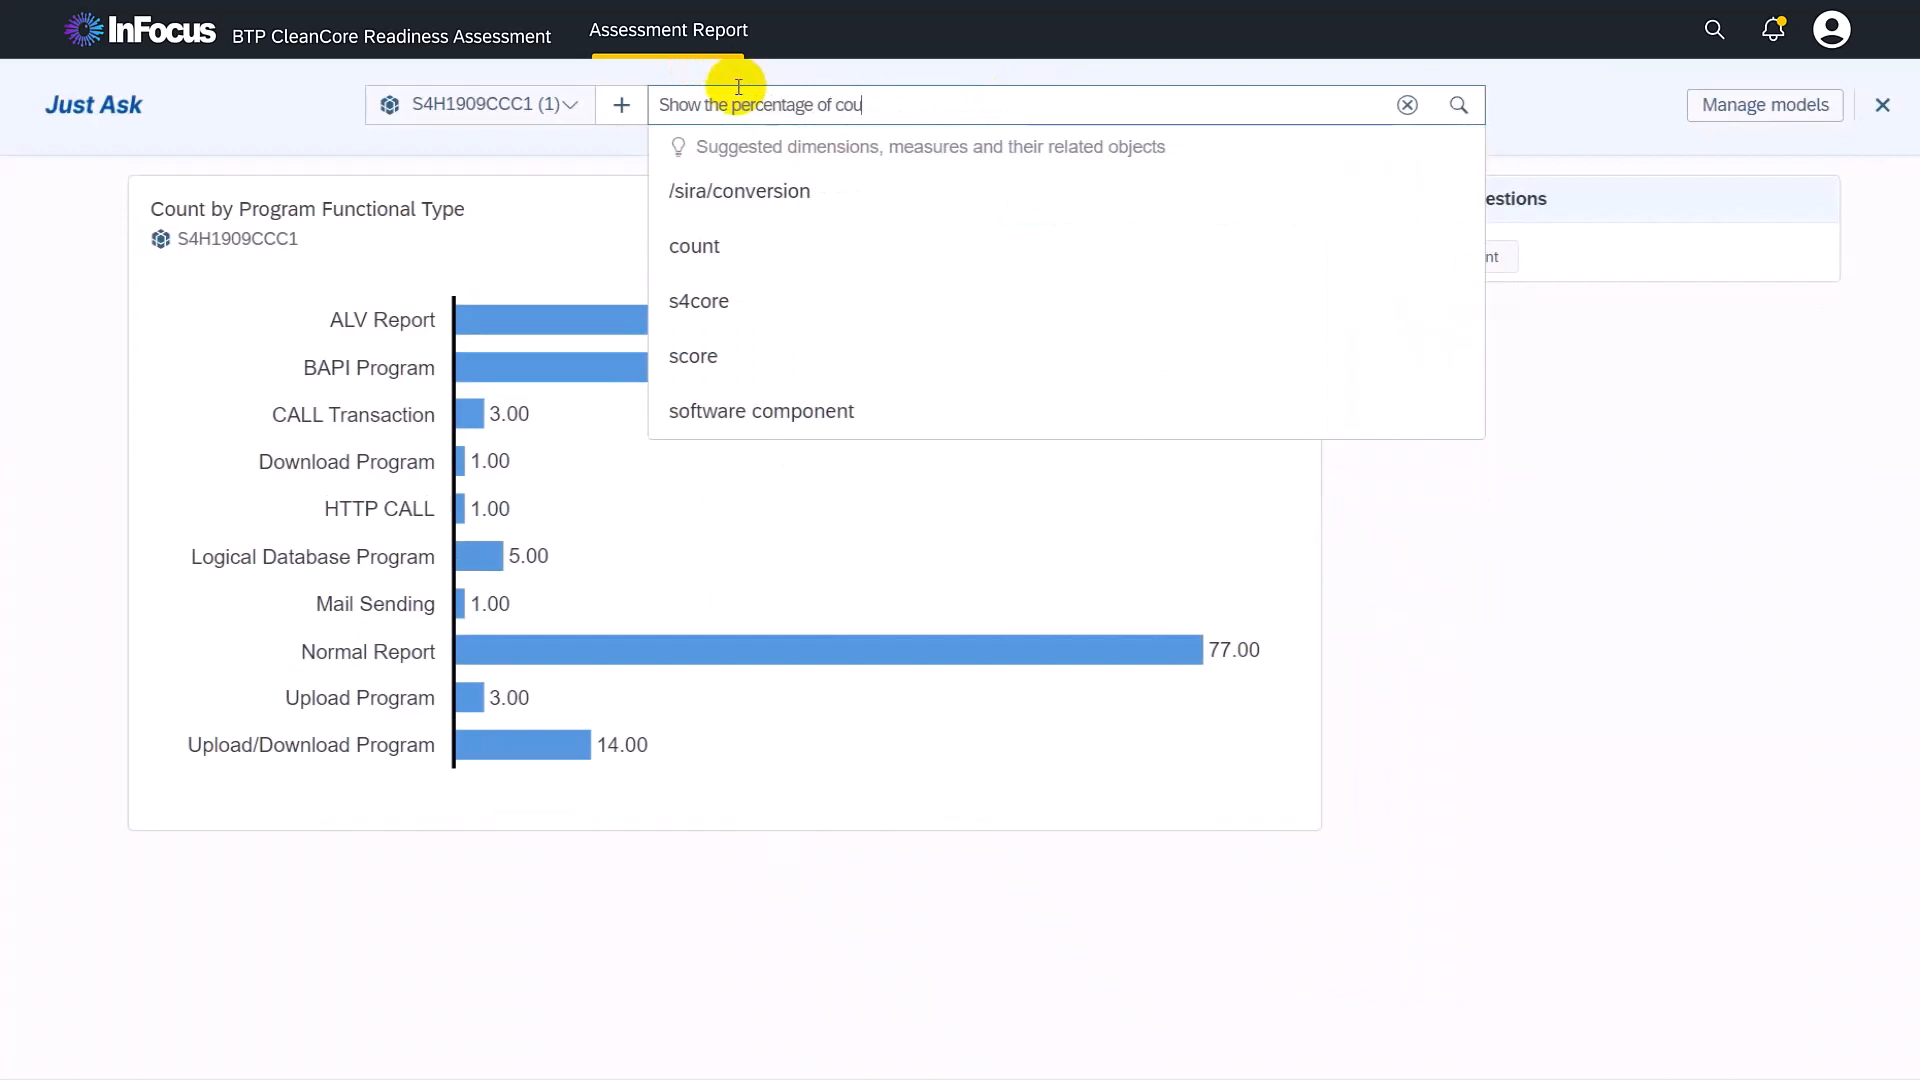 InFocus BTP CleanCore Readiness Assessment Assessment Report
Just Ask
S4H1909CCC1 (1)
Show the percentage of cou
Manage models
Suggested dimensions, measures and their related objects
/sira/conversion
count
s4core
score
software component
estions
nt
Count by Program Functional Type
S4H1909CCC1
ALV Report
BAPI Program
CALL Transaction 3.00
Download Program 1.00
HTTP CALL 1.00
Logical Database Program 5.00
Mail Sending 1.00
Normal Report 77.00
Upload Program 3.00
Upload/Download Program 14.00